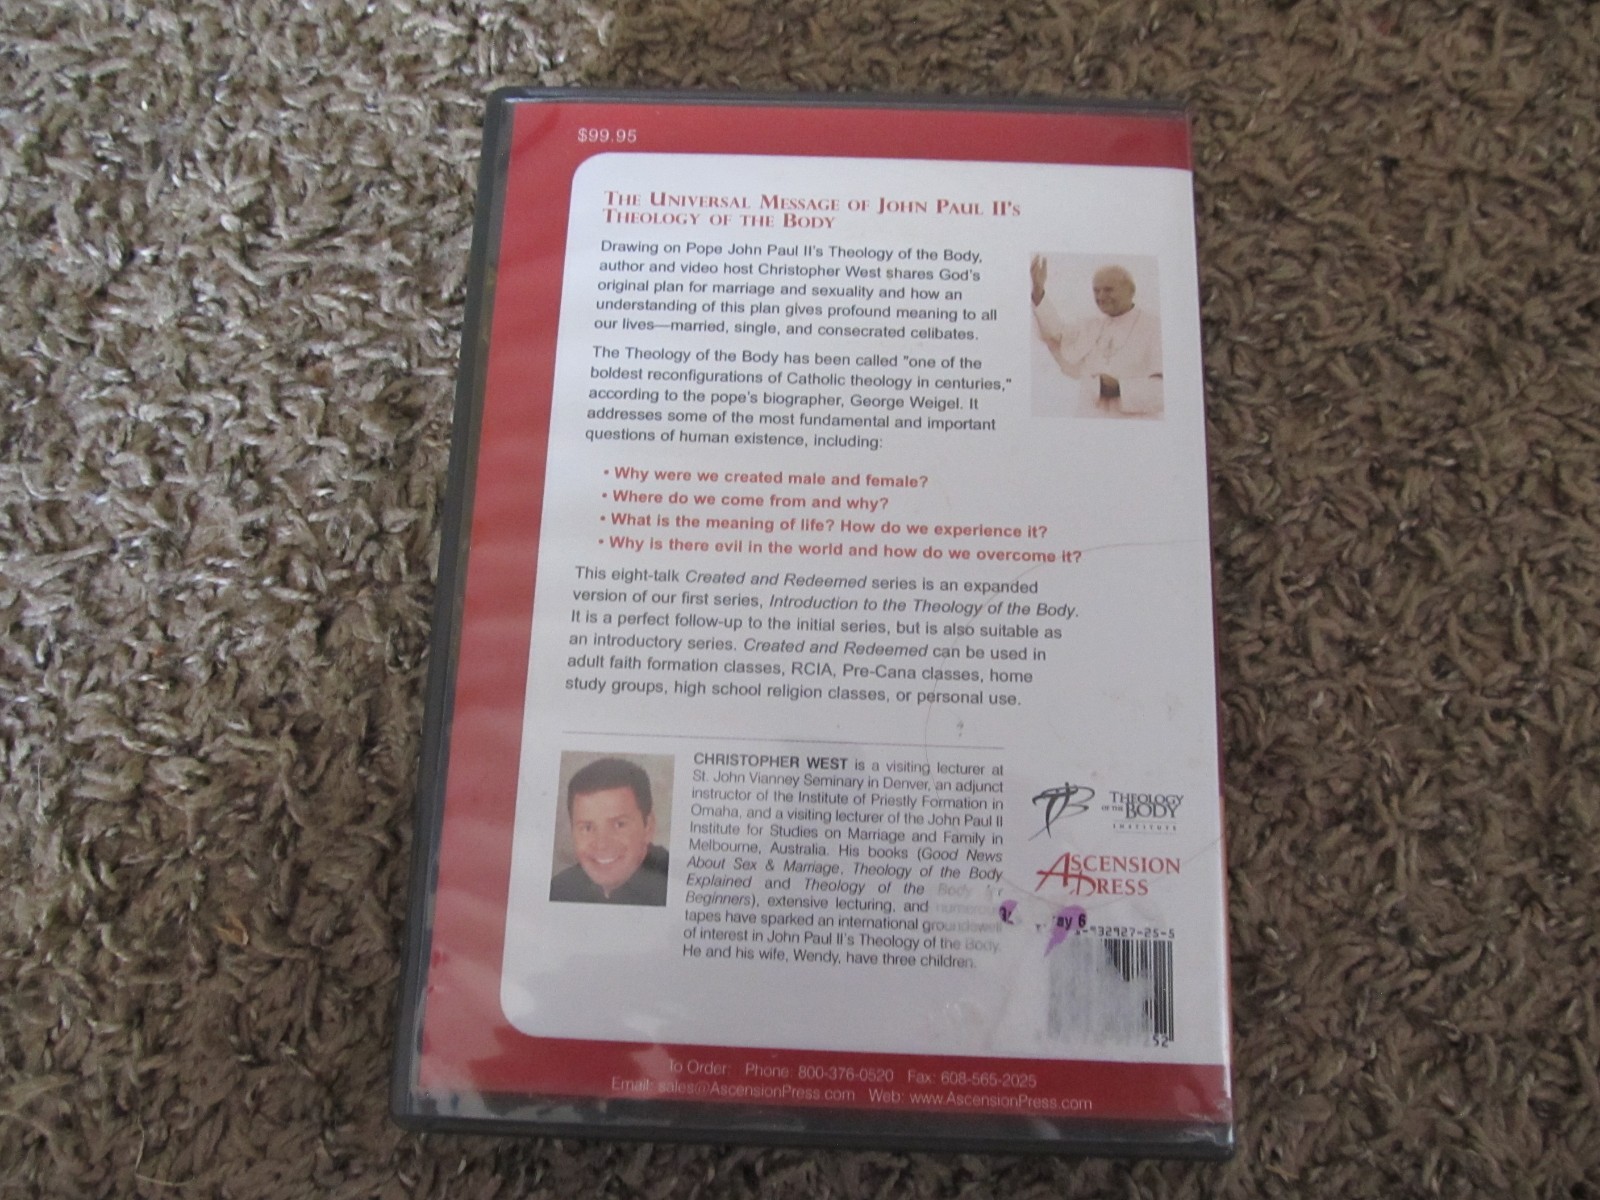 $99.95
The Universal Message of John Paul II's
Theology of the Body
Drawing on Pope John Paul II's Theology of the Body,
author and video host Christopher West shares God's
original plan for marriage and sexuality and how an
understanding of this plan gives profound meaning to all
our lives—married, single, and consecrated celibates.
The Theology of the Body has been called "one of the
boldest reconfigurations of Catholic theology in centuries,"
according to the pope's biographer, George Weigel. It
addresses some of the most fundamental and important
questions of human existence, including:
• Why were we created male and female?
• Where do we come from and why?
• What is the meaning of life? How do we experience it?
• Why is there evil in the world and how do we overcome it?
This eight-talk Created and Redeemed series is an expanded
version of our first series, Introduction to the Theology of the Body.
It is a perfect follow-up to the initial series, but is also suitable as
an introductory series. Created and Redeemed can be used in
adult faith formation classes, RCIA, Pre-Cana classes, home
study groups, high school religion classes, or personal use.
CHRISTOPHER WEST is a visiting lecturer at
St. John Vianney Seminary in Denver, an adjunct
instructor of the Institute of Priestly Formation in
Omaha, and a visiting lecturer of the John Paul II
Institute for Studies on Marriage and Family in
Melbourne, Australia. His books (Good News
About Sex & Marriage, Theology of the Body
Explained and Theology of the Body for
Beginners), extensive lecturing, and numerous
tapes have sparked an international groundswell
of interest in John Paul II's Theology of the Body.
He and his wife, Wendy, have three children.
THEOLOGY
OF THE BODY
INSTITUTE
ASCENSION
PRESS
ay 6
-932927-25-5
52
To Order: Phone: 800-376-0520 Fax: 608-565-2025
Email: sales@AscensionPress.com Web: www.AscensionPress.com